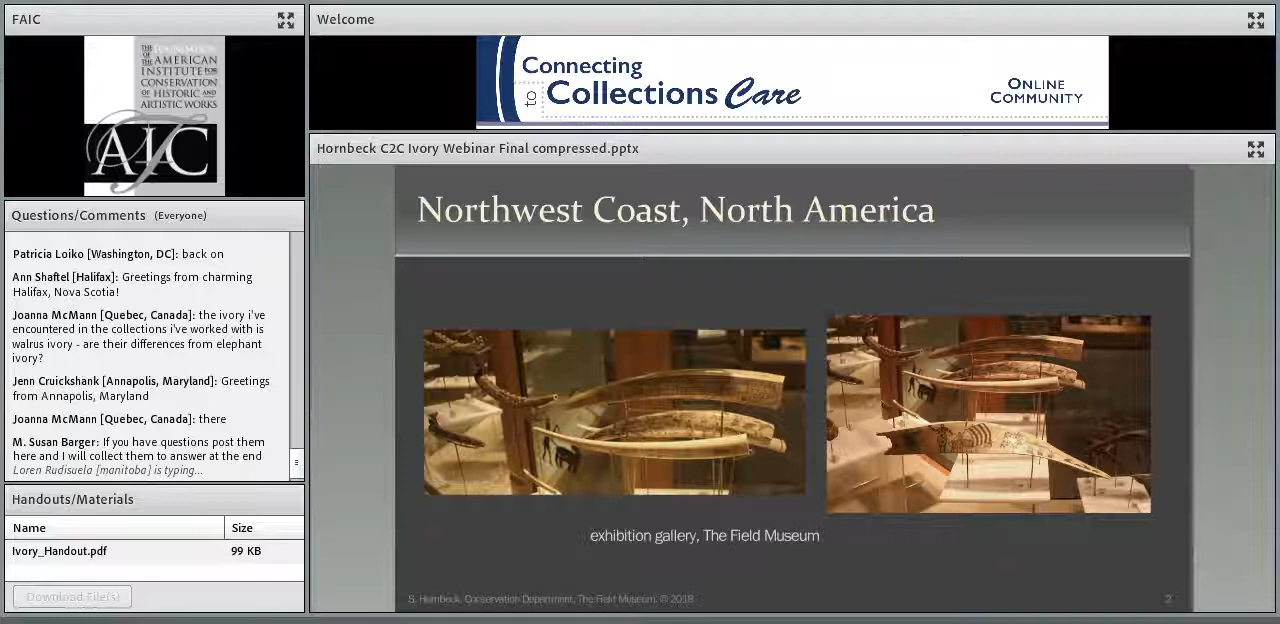 FAIC
THE FOUNDATION
OF THE AMERICAN
INSTITUTE FOR
CONSERVATION
OF HISTORIC AND
ARTISTIC WORKS
AIC
Questions/Comments (Everyone)
Patricia Loiko [Washington, DC]: back on
Ann Shaftel [Halifax]: Greetings from charming
Halifax, Nova Scotia!
Joanna McMann [Quebec, Canada]: the ivory i've
encountered in the collections i've worked with is
walrus ivory - are their differences from elephant
ivory?
Jenn Cruickshank [Annapolis, Maryland]: Greetings
from Annapolis, Maryland
Joanna McMann [Quebec, Canada]: there
M. Susan Barger: If you have questions post them
here and I will collect them to answer at the end
Loren Rudisuela [manitoba] is typing...
Handouts/Materials
Name Size
Ivory_Handout.pdf 99 KB
Download File(s)
Welcome
Connecting
to Collections Care
ONLINE
COMMUNITY
Hornbeck C2C Ivory Webinar Final compressed.pptx
Northwest Coast, North America
exhibition gallery, The Field Museum
S. Hornbeck, Conservation Department, The Field Museum. © 2018
2